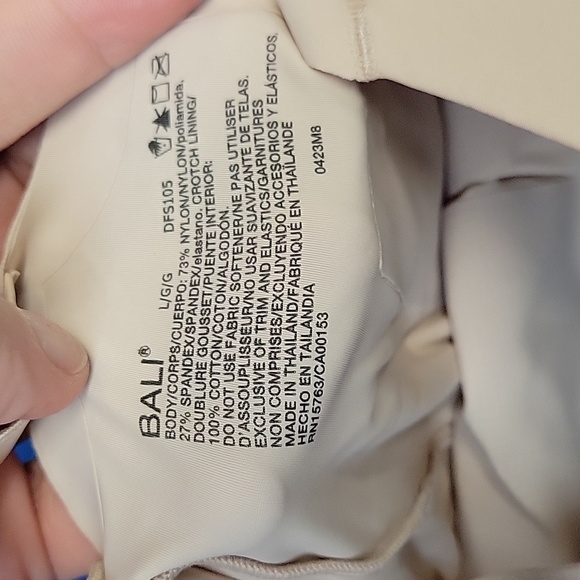 BALI®
L/G/G DFS105
BODY/CORPS/CUERPO: 73% NYLON/NYLON/poliamida,
27% SPANDEX/SPANDEX/elastano. CROTCH LINING/
DOUBLURE GOUSSET/PUENTE INTERIOR:
100% COTTON/COTON/ALGODÓN.
DO NOT USE FABRIC SOFTENER/NE PAS UTILISER
D'ASSOUPLISSEUR/NO USAR SUAVIZANTE DE TELAS.
EXCLUSIVE OF TRIM AND ELASTICS/GARNITURES
NON COMPRISES/EXCLUYENDO ACCESORIOS Y ELÁSTICOS.
MADE IN THAILAND/FABRIQUÉ EN THAÏLANDE
HECHO EN TAILANDIA
RN15763/CA00153
0423M8